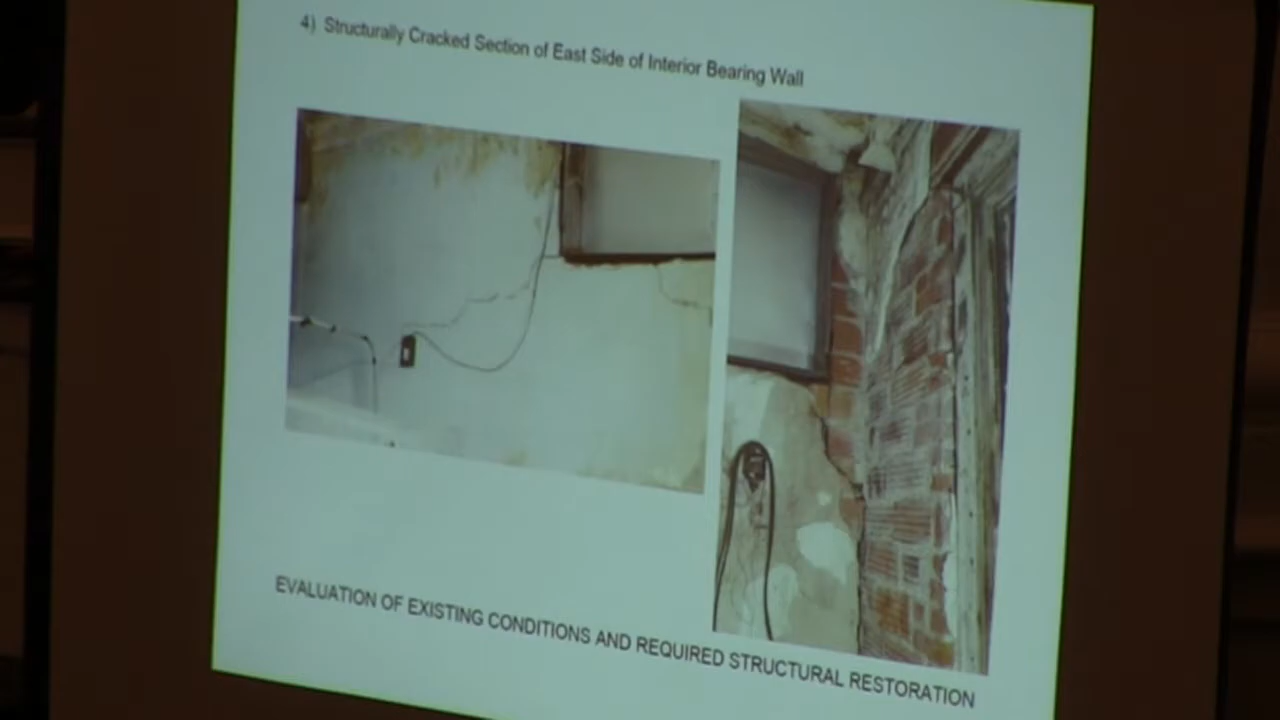 4) Structurally Cracked Section of East Side of Interior Bearing Wall
EVALUATION OF EXISTING CONDITIONS AND REQUIRED STRUCTURAL RESTORATION